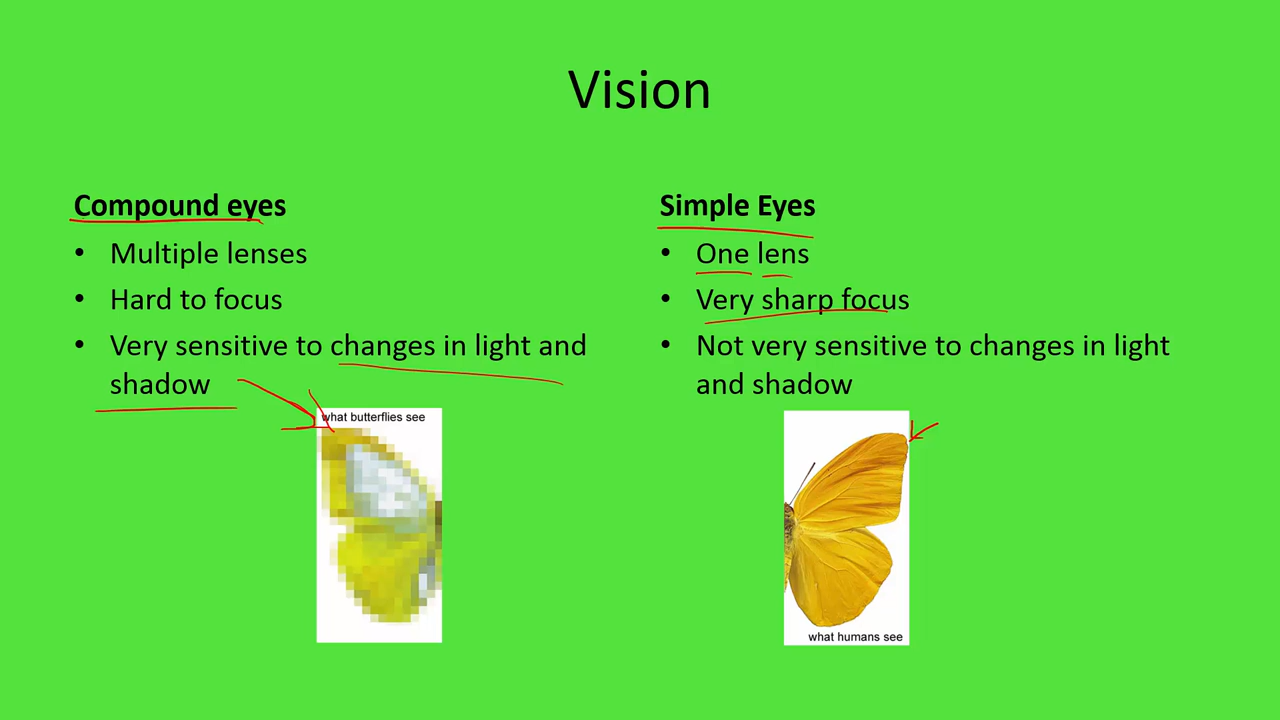 Vision
Compound eyes
• Multiple lenses
• Hard to focus
• Very sensitive to changes in light and
shadow
what butterflies see
Simple Eyes
• One lens
• Very sharp focus
• Not very sensitive to changes in light
and shadow
what humans see